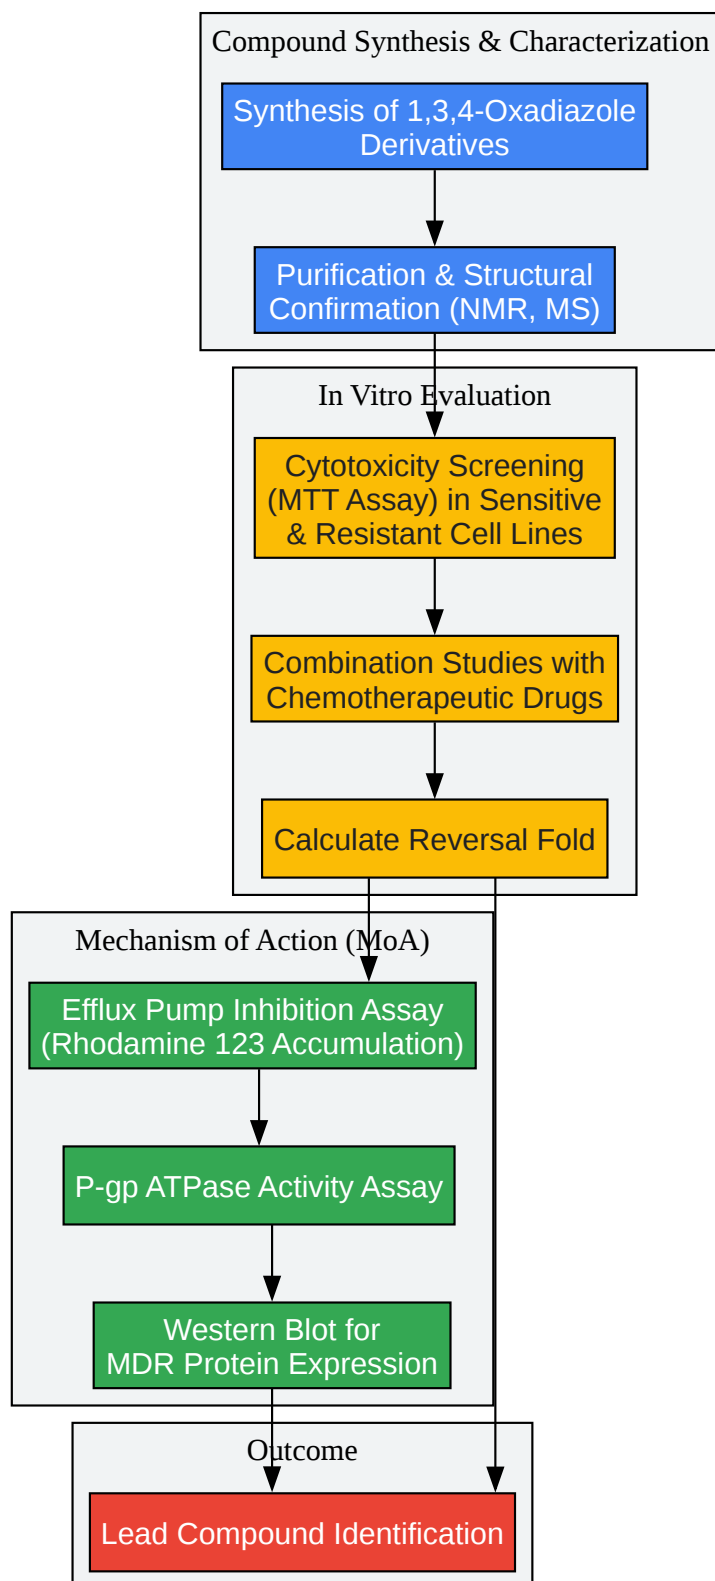 Compound Synthesis & Characterization
Synthesis of 1,3,4-Oxadiazole
Derivatives
Purification & Structural
Confirmation (NMR, MS)
In Vitro Evaluation
Cytotoxicity Screening
(MTT Assay) in Sensitive
& Resistant Cell Lines
Combination Studies with
Chemotherapeutic Drugs
Calculate Reversal Fold
Mechanism of Action (MoA)
Efflux Pump Inhibition Assay
(Rhodamine 123 Accumulation)
P-gp ATPase Activity Assay
Western Blot for
MDR Protein Expression
Outcome
Lead Compound Identification